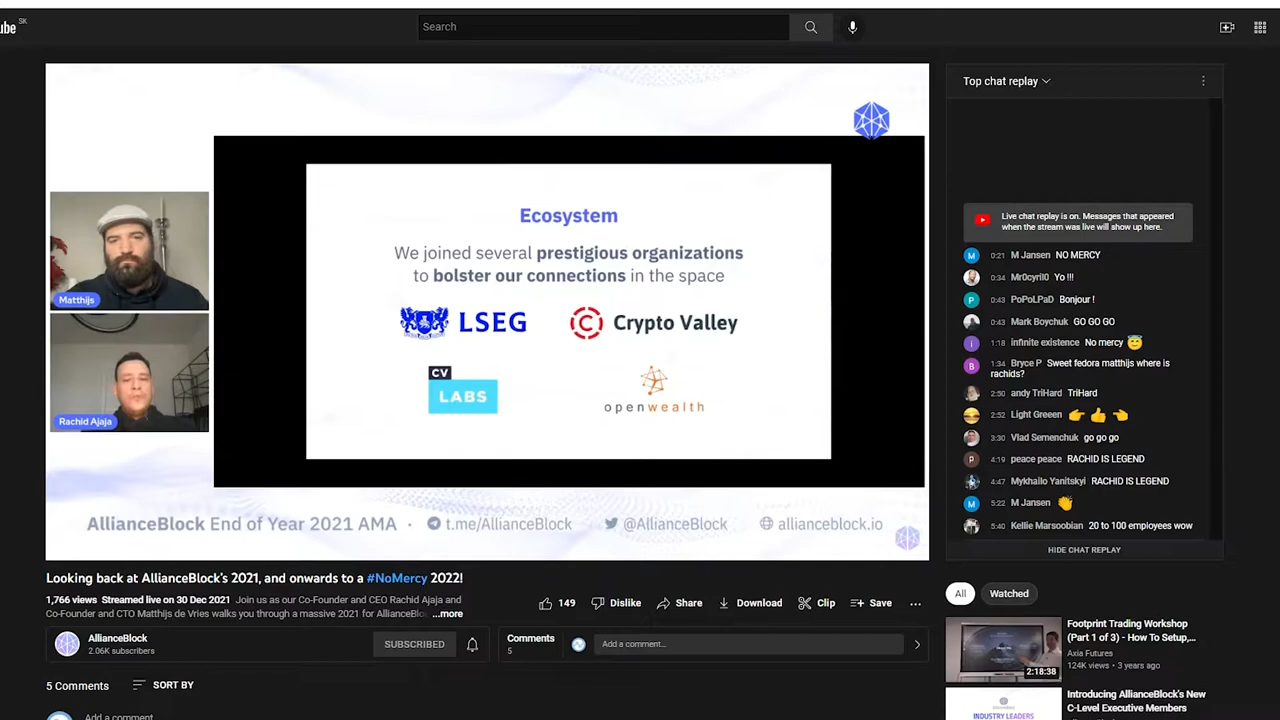 ube SK
Search
Ecosystem
We joined several prestigious organizations
to bolster our connections in the space
LSEG
Crypto Valley
CV
LABS
openwealth
Matthijs
Rachid Ajaja
AllianceBlock End of Year 2021 AMA · t.me/AllianceBlock @AllianceBlock allianceblock.io
Looking back at AllianceBlock's 2021, and onwards to a #NoMercy 2022!
1,766 views Streamed live on 30 Dec 2021 Join us as our Co-Founder and CEO Rachid Ajaja and
Co-Founder and CTO Matthijs de Vries walks you through a massive 2021 for AllianceBlo ...more
149
Dislike
Share
Download
Clip
Save
AllianceBlock
2.06K subscribers
SUBSCRIBED
Comments
5
Add a comment...
5 Comments
SORT BY
Add a comment
Top chat replay
Live chat replay is on. Messages that appeared
when the stream was live will show up here.
M
0:21 M Jansen NO MERCY
0:34 Mr0cyril0 Yo !!!
P
0:43 PoPoLPaD Bonjour !
0:43 Mark Boychuk GO GO GO
i
1:18 infinite existence No mercy
B
1:34 Bryce P Sweet fedora matthijs where is
rachids?
2:50 andy TriHard TriHard
2:52 Light Greeen
3:30 Vlad Semenchuk go go go
P
4:19 peace peace RACHID IS LEGEND
4:47 Mykhailo Yanitskyi RACHID IS LEGEND
M
5:22 M Jansen
5:40 Kellie Marsoobian 20 to 100 employees wow
HIDE CHAT REPLAY
All
Watched
Footprint Trading Workshop
(Part 1 of 3) - How To Setup,...
Axia Futures
124K views • 3 years ago
2:18:38
Introducing AllianceBlock's New
C-Level Executive Members
INDUSTRY LEADERS